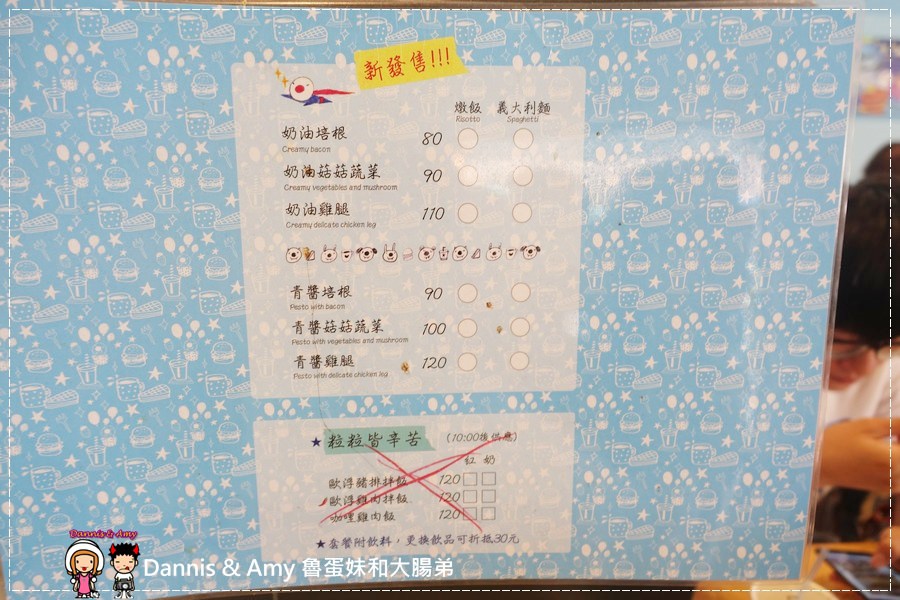 新發售!!!
燉飯 義大利麵
Risotto Spaghetti
奶油培根 80
Creamy bacon
奶油菇菇蔬菜 90
Creamy vegetables and mushroom
奶油雞腿 110
Creamy delicate chicken leg
青醬培根 90
Pesto with bacon
青醬菇菇蔬菜 100
Pesto with vegetables and mushroom
青醬雞腿 120
Pesto with delicate chicken leg
★粒粒皆辛苦 (10:00後供應)
紅 奶
歐浮豬排拌飯 120
歐浮雞肉拌飯 120
咖哩雞肉飯 120
★套餐附飲料，更換飲品可折抵30元
Dannis & Amy
Dannis & Amy 魯蛋妹和大腸弟